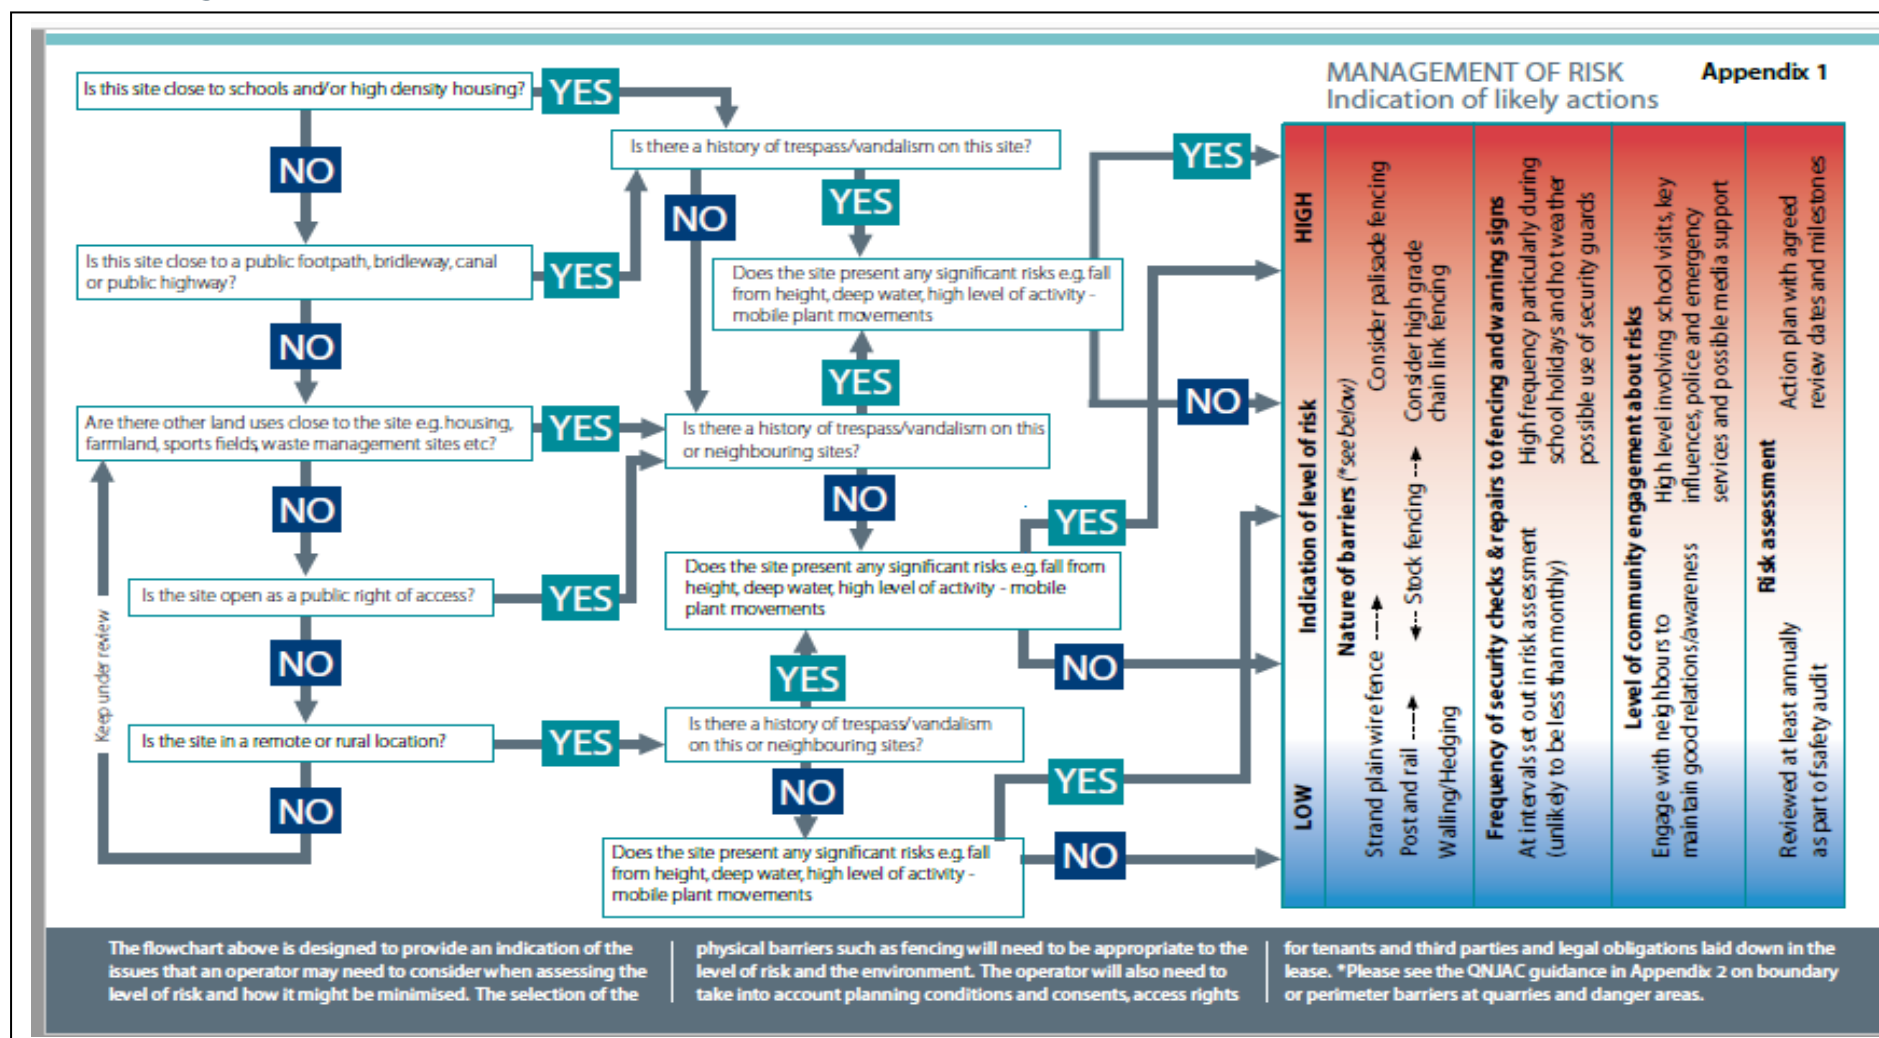 MANAGEMENT OF RISK
Indication of likely actions
Appendix 1
Is this site close to schools and/or high density housing?
YES
NO
Is there a history of trespass/vandalism on this site?
YES
NO
YES
Is this site close to a public footpath, bridleway, canal
or public highway?
YES
NO
Does the site present any significant risks e.g. fall
from height, deep water, high level of activity -
mobile plant movements
YES
NO
Are there other land uses close to the site e.g. housing,
farmland, sports fields, waste management sites etc?
YES
NO
Is there a history of trespass/vandalism on this
or neighbouring sites?
NO
YES
Is the site open as a public right of access?
YES
NO
Does the site present any significant risks e.g. fall from
height, deep water, high level of activity - mobile
plant movements
NO
YES
Keep under review
Is the site in a remote or rural location?
YES
NO
Is there a history of trespass/vandalism
on this or neighbouring sites?
NO
YES
Does the site present any significant risks e.g. fall
from height, deep water, high level of activity -
mobile plant movements
NO
LOW
Indication of level of risk
HIGH
Nature of barriers (*see below)
Strand plain wire fence
Consider palisade fencing
Post and rail
Stock fencing
Consider high grade
chain link fencing
Walling/Hedging
Frequency of security checks & repairs to fencing and warning signs
At intervals set out in risk assessment
(unlikely to be less than monthly)
High frequency particularly during
school holidays and hot weather
possible use of security guards
Level of community engagement about risks
Engage with neighbours to
maintain good relations/awareness
High level involving school visits, key
influences, police and emergency
services and possible media support
Risk assessment
Reviewed at least annually
as part of safety audit
Action plan with agreed
review dates and milestones
The flowchart above is designed to provide an indication of the
issues that an operator may need to consider when assessing the
level of risk and how it might be minimised. The selection of the
physical barriers such as fencing will need to be appropriate to the
level of risk and the environment. The operator will also need to
take into account planning conditions and consents, access rights
for tenants and third parties and legal obligations laid down in the
lease. *Please see the QNJAC guidance in Appendix 2 on boundary
or perimeter barriers at quarries and danger areas.